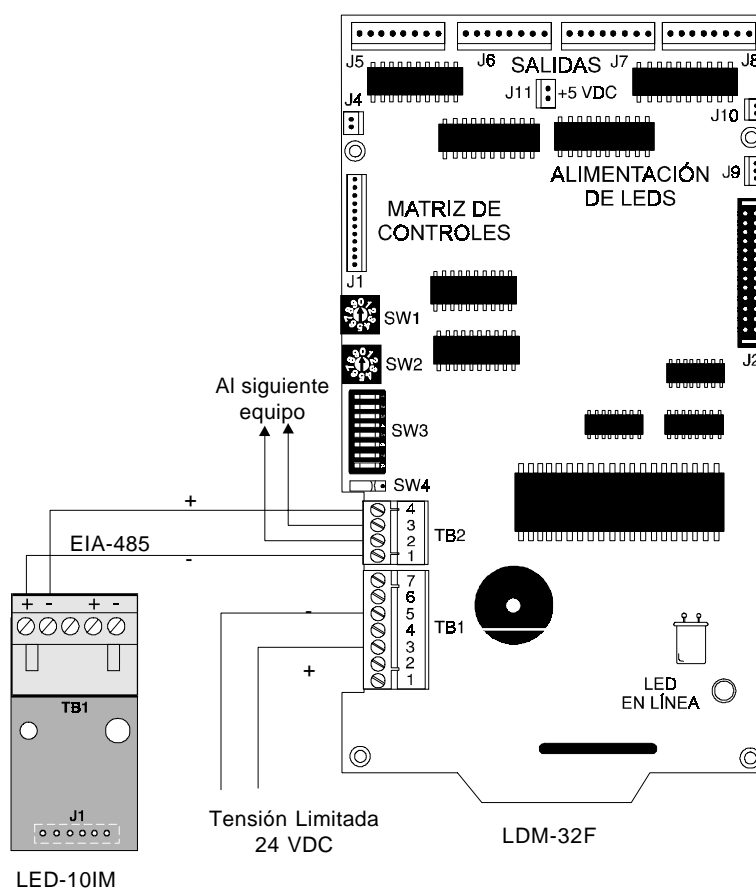 J5
J6
J7
J8
SALIDAS
J11
+5 VDC
J4
J10
ALIMENTACIÓN
DE LEDS
J9
MATRIZ DE
CONTROLES
J1
SW1
SW2
J2
Al siguiente
equipo
SW3
SW4
+
4
3
2
1
TB2
EIA-485
-
7
6
5
4
3
2
1
TB1
-
+
+ - + -
TB1
J1
LED
EN LÍNEA
Tensión Limitada
24 VDC
LDM-32F
LED-10IM